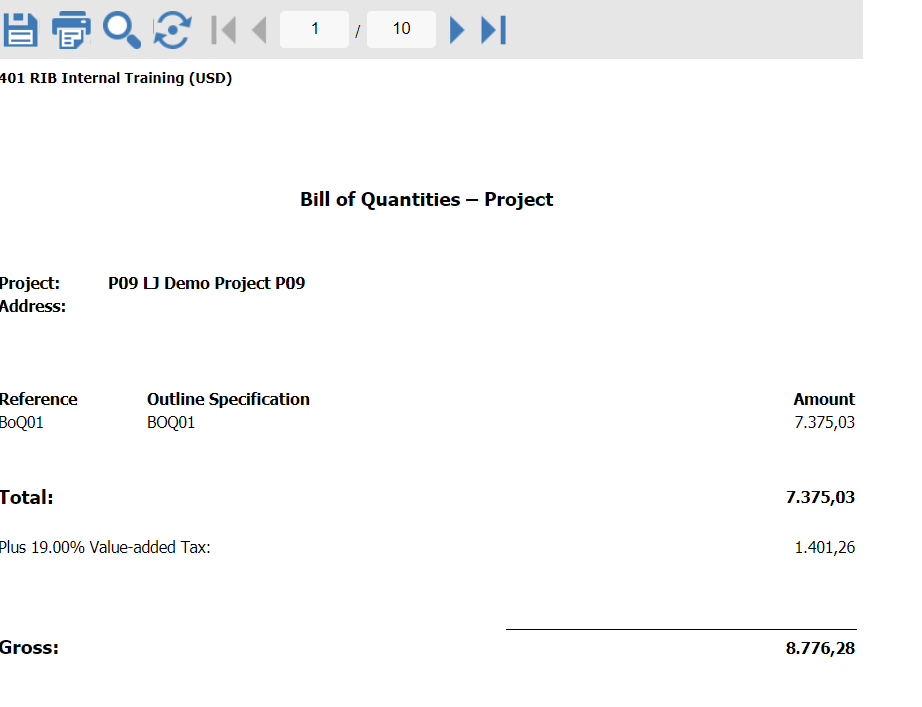 1 / 10
401 RIB Internal Training (USD)
Bill of Quantities – Project
Project: P09 LJ Demo Project P09
Address:
Reference Outline Specification Amount
BoQ01 BOQ01 7.375,03
Total: 7.375,03
Plus 19.00% Value-added Tax: 1.401,26
Gross: 8.776,28